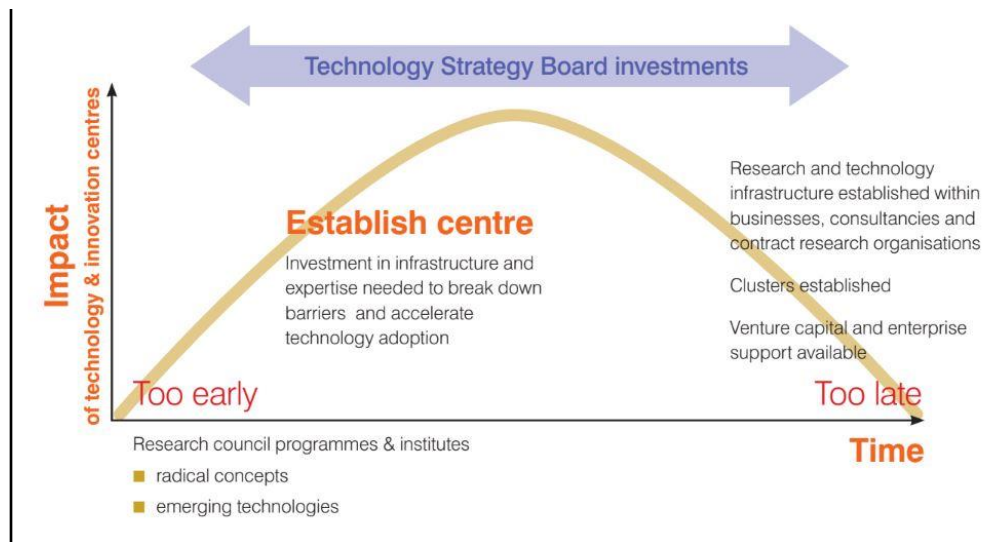 Technology Strategy Board investments
Impact
of technology & innovation centres
Establish centre
Investment in infrastructure and
expertise needed to break down
barriers and accelerate
technology adoption
Research and technology
infrastructure established within
businesses, consultancies and
contract research organisations
Clusters established
Venture capital and enterprise
support available
Too early
Too late
Time
Research council programmes & institutes
radical concepts
emerging technologies